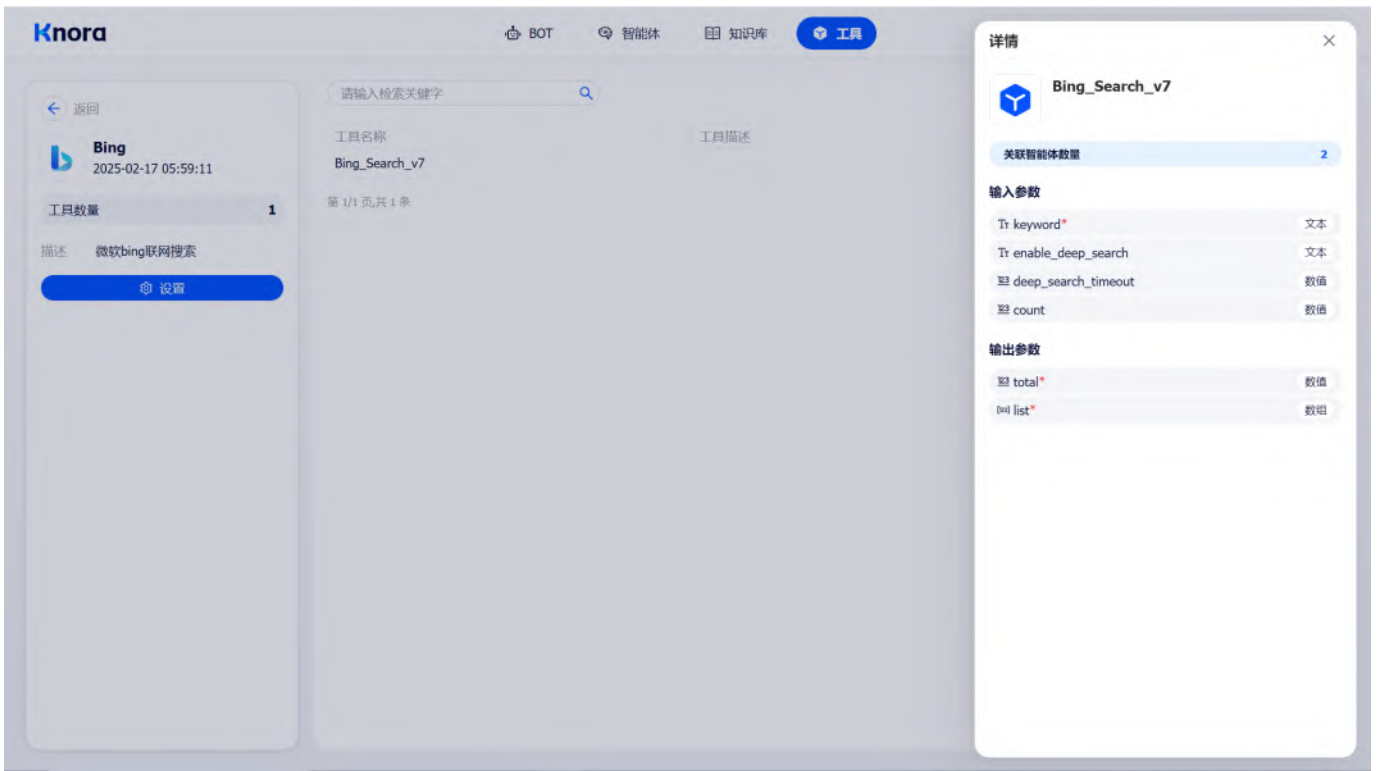 Knora
BOT
智能体
知识库
工具
返回
Bing
2025-02-17 05:59:11
工具数量 1
描述 微软bing联网搜索
设置
请输入检索关键字
工具名称 工具描述
Bing_Search_v7
第 1/1 页,共 1 条
详情
Bing_Search_v7
关联智能体数量 2
输入参数
Tт keyword* 文本
Tт enable_deep_search 文本
123 deep_search_timeout 数值
123 count 数值
输出参数
123 total* 数值
list* 数组